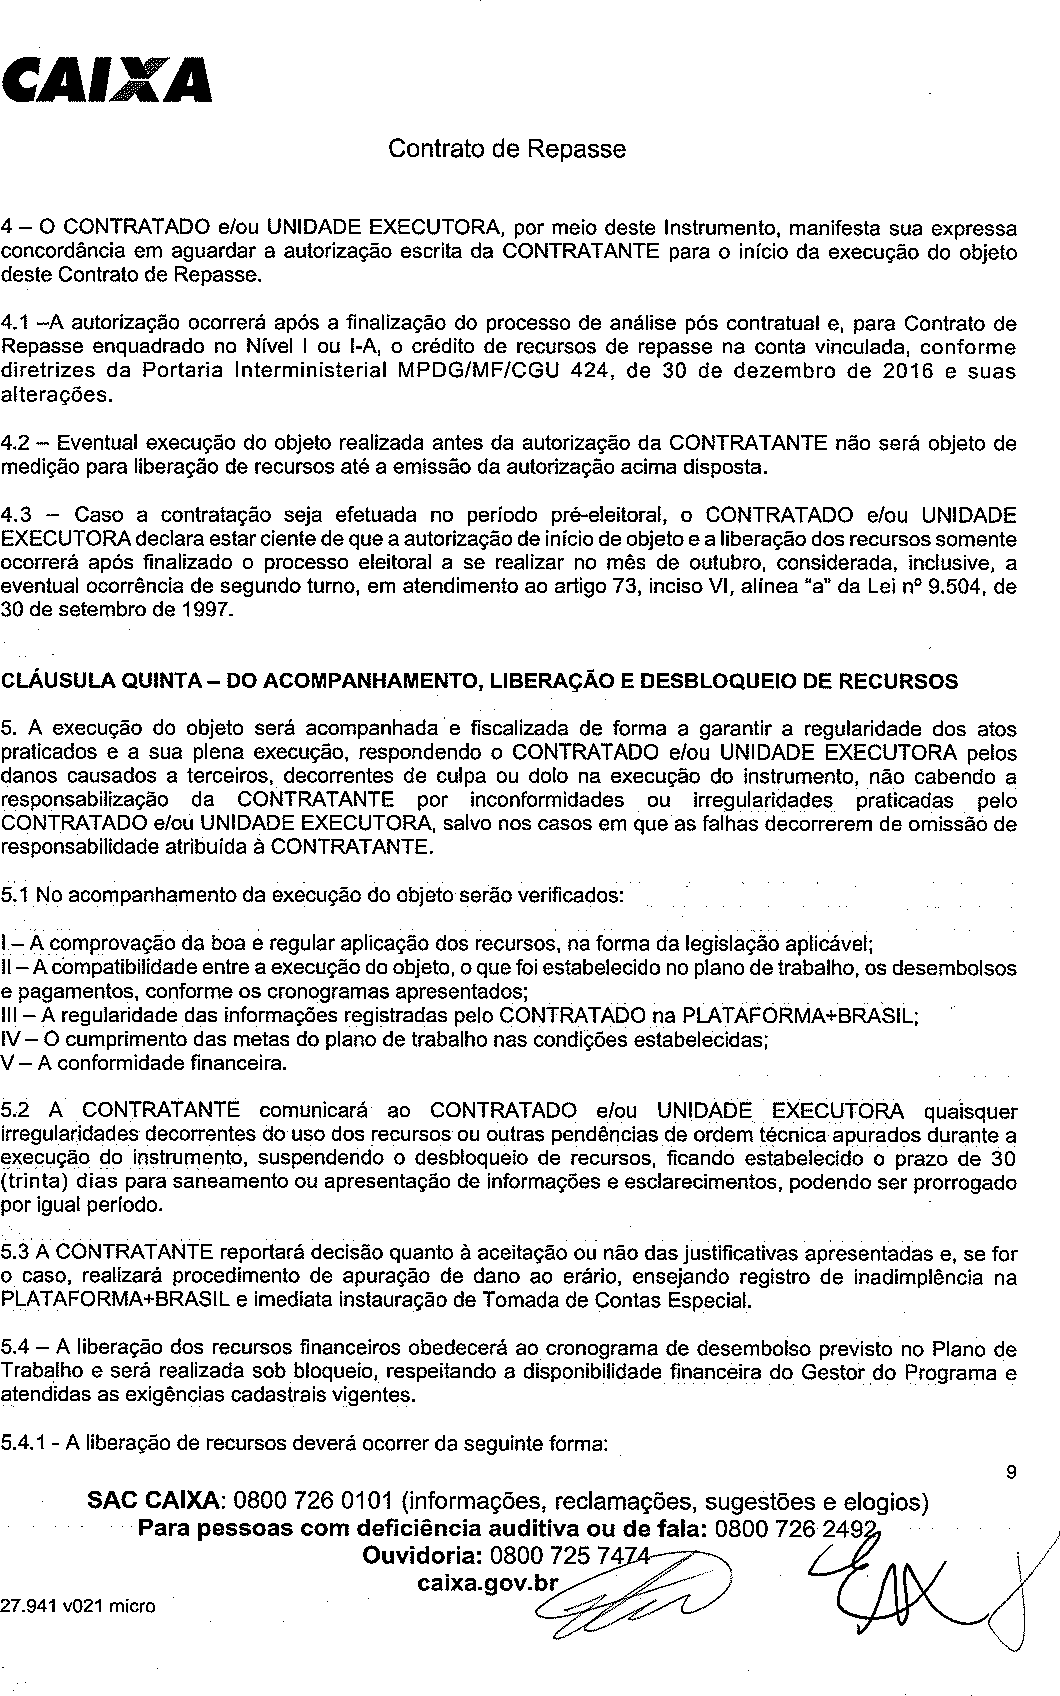 CAIXA
Contrato de Repasse
4 – O CONTRATADO e/ou UNIDADE EXECUTORA, por meio deste Instrumento, manifesta sua expressa
concordância em aguardar a autorização escrita da CONTRATANTE para o início da execução do objeto
deste Contrato de Repasse.
4.1 –A autorização ocorrerá após a finalização do processo de análise pós contratual e, para Contrato de
Repasse enquadrado no Nível I ou I-A, o crédito de recursos de repasse na conta vinculada, conforme
diretrizes da Portaria Interministerial MPDG/MF/CGU 424, de 30 de dezembro de 2016 e suas
alterações.
4.2 – Eventual execução do objeto realizada antes da autorização da CONTRATANTE não será objeto de
medição para liberação de recursos até a emissão da autorização acima disposta.
4.3 – Caso a contratação seja efetuada no período pré-eleitoral, o CONTRATADO e/ou UNIDADE
EXECUTORA declara estar ciente de que a autorização de início de objeto e a liberação dos recursos somente
ocorrerá após finalizado o processo eleitoral a se realizar no mês de outubro, considerada, inclusive, a
eventual ocorrência de segundo turno, em atendimento ao artigo 73, inciso VI, alínea “a” da Lei nº 9.504, de
30 de setembro de 1997.
CLÁUSULA QUINTA – DO ACOMPANHAMENTO, LIBERAÇÃO E DESBLOQUEIO DE RECURSOS
5. A execução do objeto será acompanhada e fiscalizada de forma a garantir a regularidade dos atos
praticados e a sua plena execução, respondendo o CONTRATADO e/ou UNIDADE EXECUTORA pelos
danos causados a terceiros, decorrentes de culpa ou dolo na execução do instrumento, não cabendo a
responsabilização da CONTRATANTE por inconformidades ou irregularidades praticadas pelo
CONTRATADO e/ou UNIDADE EXECUTORA, salvo nos casos em que as falhas decorrerem de omissão de
responsabilidade atribuída à CONTRATANTE.
5.1 No acompanhamento da execução do objeto serão verificados:
I – A comprovação da boa e regular aplicação dos recursos, na forma da legislação aplicável;
II – A compatibilidade entre a execução do objeto, o que foi estabelecido no plano de trabalho, os desembolsos
e pagamentos, conforme os cronogramas apresentados;
III – A regularidade das informações registradas pelo CONTRATADO na PLATAFORMA+BRASIL;
IV – O cumprimento das metas do plano de trabalho nas condições estabelecidas;
V – A conformidade financeira.
5.2 A CONTRATANTE comunicará ao CONTRATADO e/ou UNIDADE EXECUTORA quaisquer
irregularidades decorrentes do uso dos recursos ou outras pendências de ordem técnica apurados durante a
execução do instrumento, suspendendo o desbloqueio de recursos, ficando estabelecido o prazo de 30
(trinta) dias para saneamento ou apresentação de informações e esclarecimentos, podendo ser prorrogado
por igual período.
5.3 A CONTRATANTE reportará decisão quanto à aceitação ou não das justificativas apresentadas e, se for
o caso, realizará procedimento de apuração de dano ao erário, ensejando registro de inadimplência na
PLATAFORMA+BRASIL e imediata instauração de Tomada de Contas Especial.
5.4 – A liberação dos recursos financeiros obedecerá ao cronograma de desembolso previsto no Plano de
Trabalho e será realizada sob bloqueio, respeitando a disponibilidade financeira do Gestor do Programa e
atendidas as exigências cadastrais vigentes.
5.4.1 - A liberação de recursos deverá ocorrer da seguinte forma:
9
SAC CAIXA: 0800 726 0101 (informações, reclamações, sugestões e elogios)
Para pessoas com deficiência auditiva ou de fala: 0800 726 2492
Ouvidoria: 0800 725 7474
caixa.gov.br
27.941 v021 micro